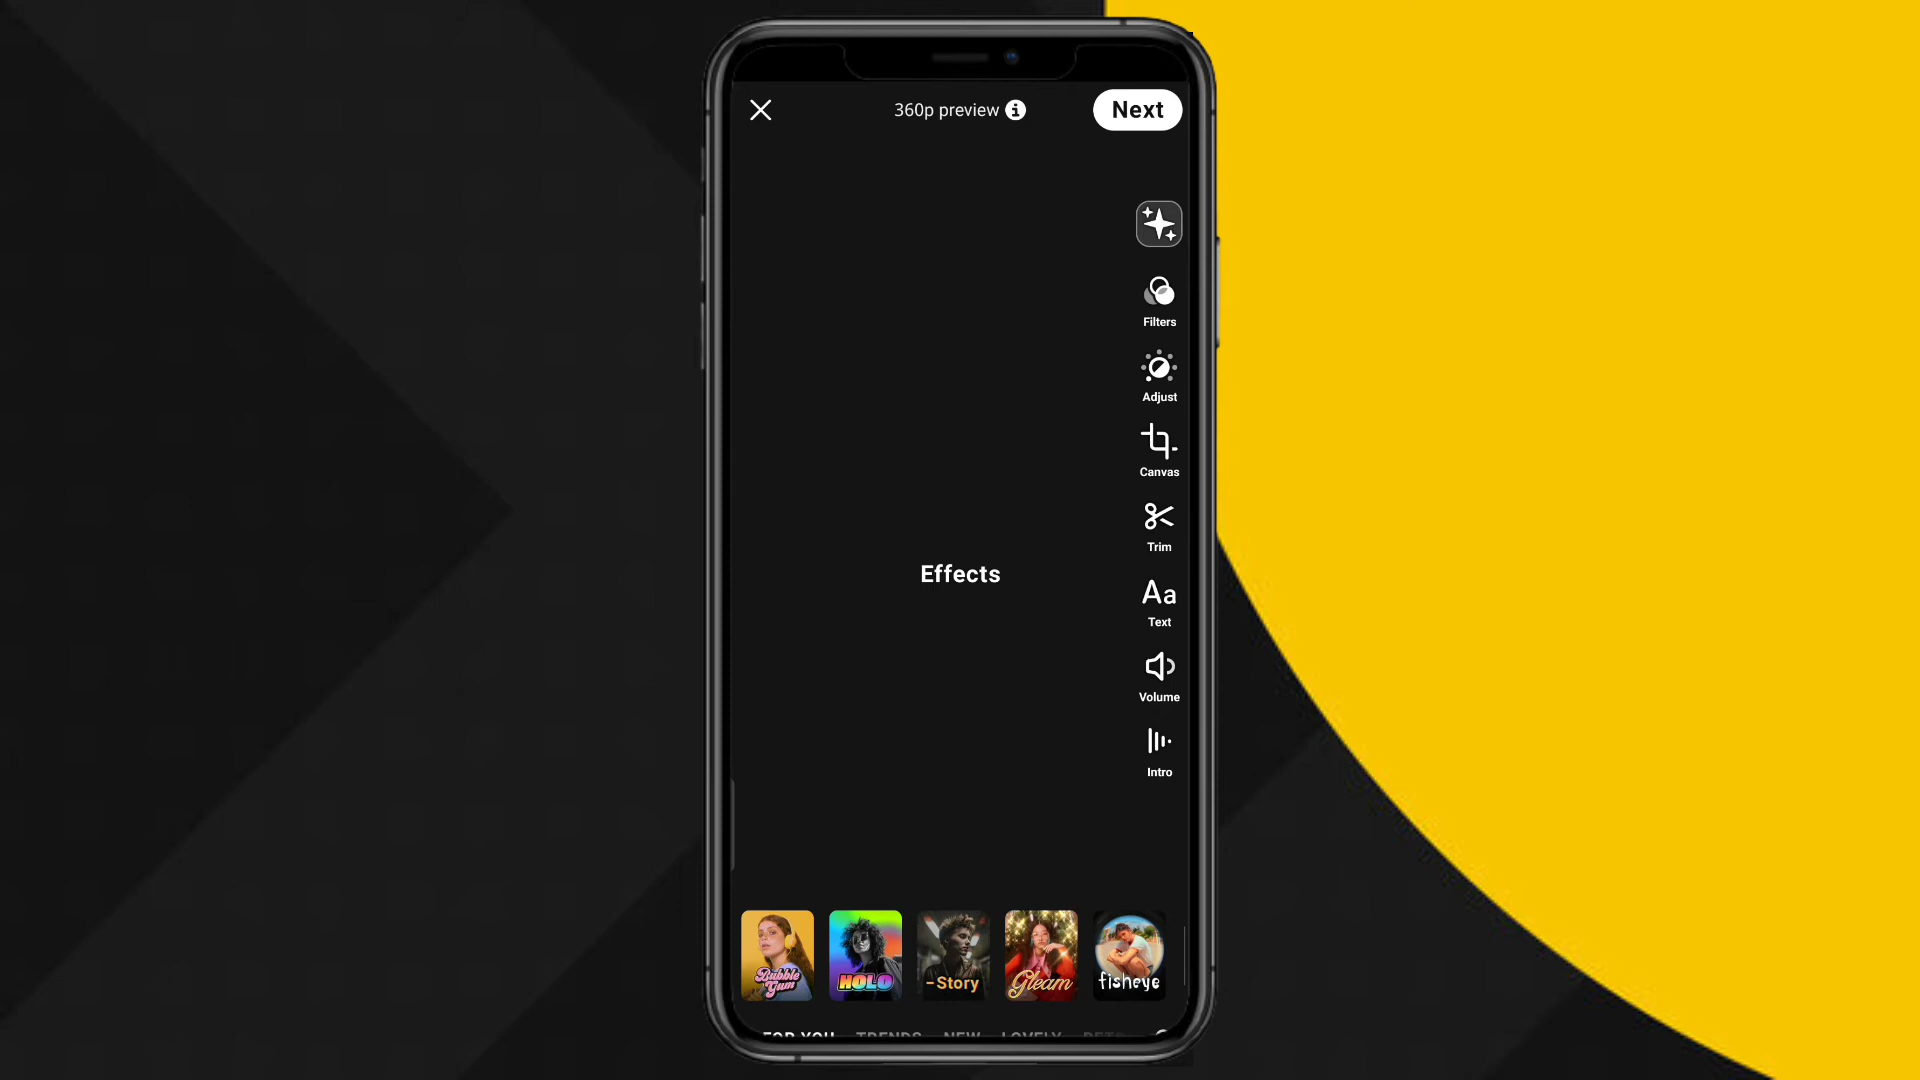 360p preview
Next
Filters
Adjust
Canvas
Trim
Effects
Aa
Text
Volume
Intro
Bubble
Gum
HOLO
-Story
Gleam
fisheye
FOR YOU TRENDS NEW LOVELY